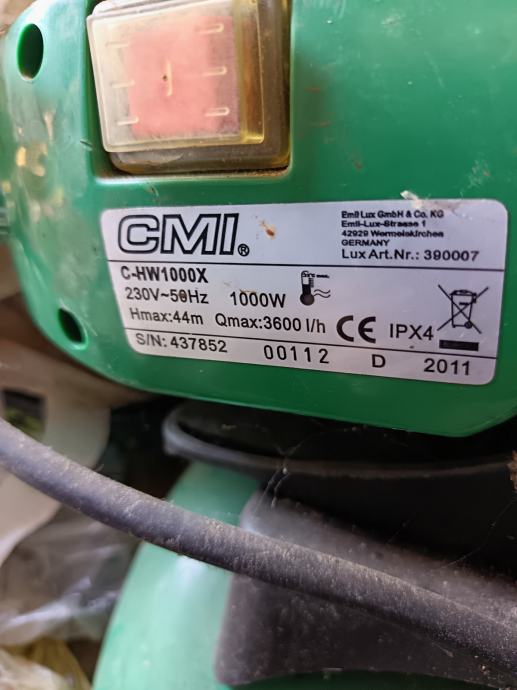 CMI®
Emil Lux GmbH & Co. KG
Emil-Lux-Strasse 1
42929 Wermelskirchen
GERMANY
Lux Art.Nr.: 390007
C-HW1000X
230V~50Hz 1000W
Hmax:44m Qmax:3600 l/h CE IPX4
S/N: 437852 00112 D 2011